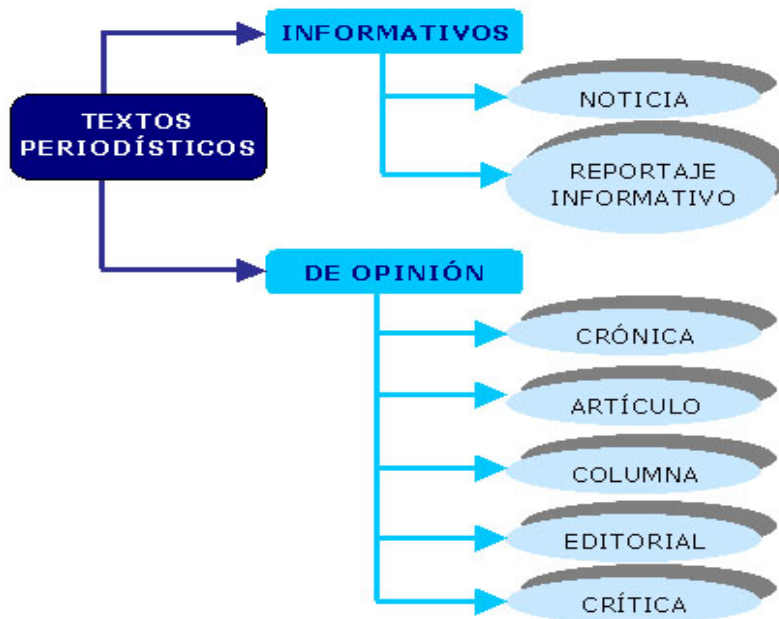 INFORMATIVOS
NOTICIA
TEXTOS
PERIODÍSTICOS
REPORTAJE
INFORMATIVO
DE OPINIÓN
CRÓNICA
ARTÍCULO
COLUMNA
EDITORIAL
CRÍTICA